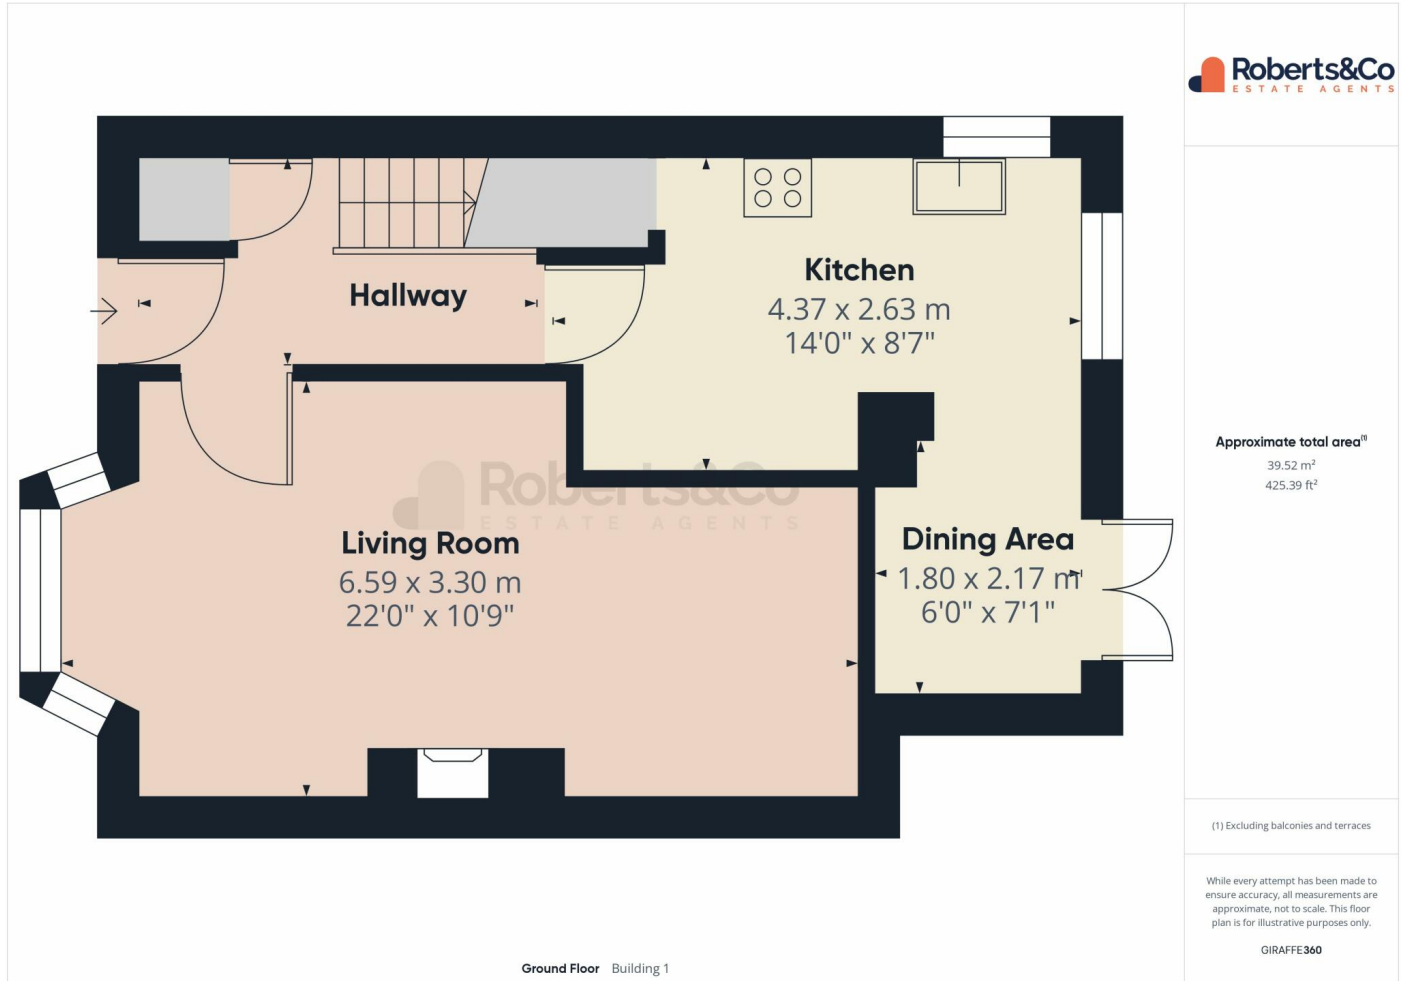 Roberts&Co
ESTATE AGENTS
Hallway
Kitchen
4.37 x 2.63 m
14'0" x 8'7"
Roberts&Co
ESTATE AGENTS
Living Room
6.59 x 3.30 m
22'0" x 10'9"
Dining Area
1.80 x 2.17 m
6'0" x 7'1"
Approximate total area⁽¹⁾
39.52 m²
425.39 ft²
(1) Excluding balconies and terraces
While every attempt has been made to
ensure accuracy, all measurements are
approximate, not to scale. This floor
plan is for illustrative purposes only.
GIRAFFE360
Ground Floor Building 1